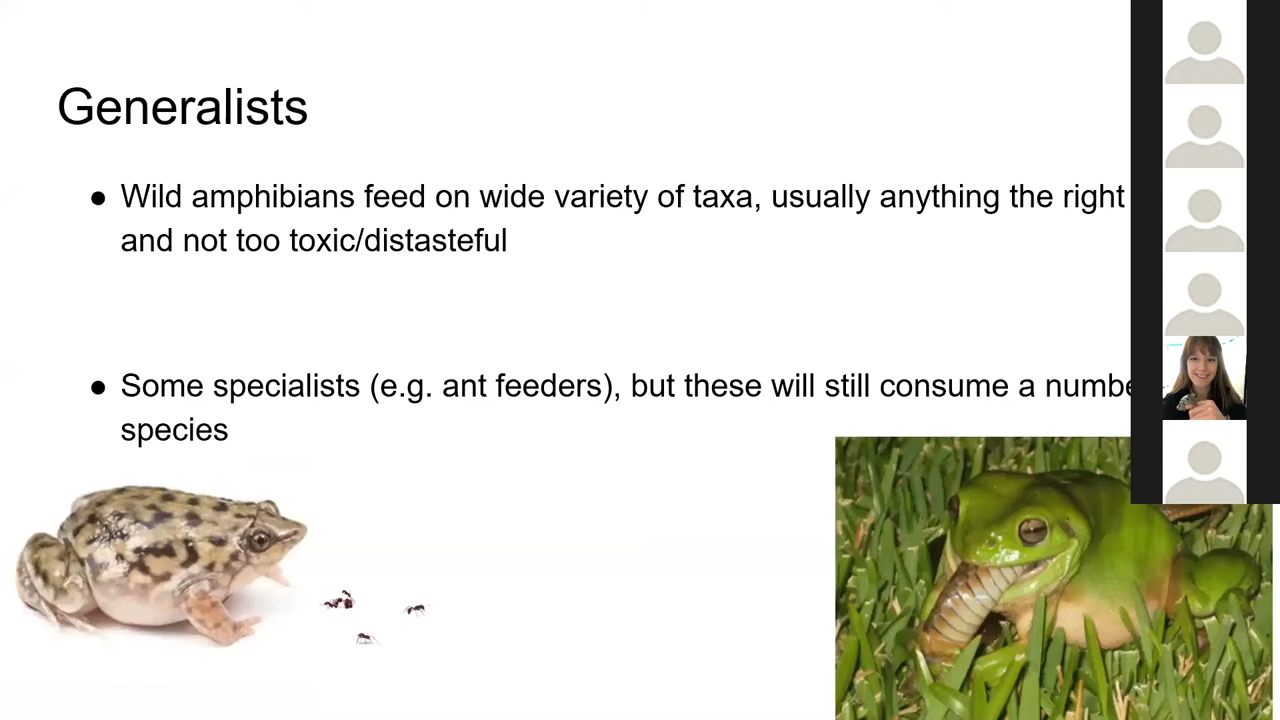 Generalists
● Wild amphibians feed on wide variety of taxa, usually anything the right
and not too toxic/distasteful
● Some specialists (e.g. ant feeders), but these will still consume a
species